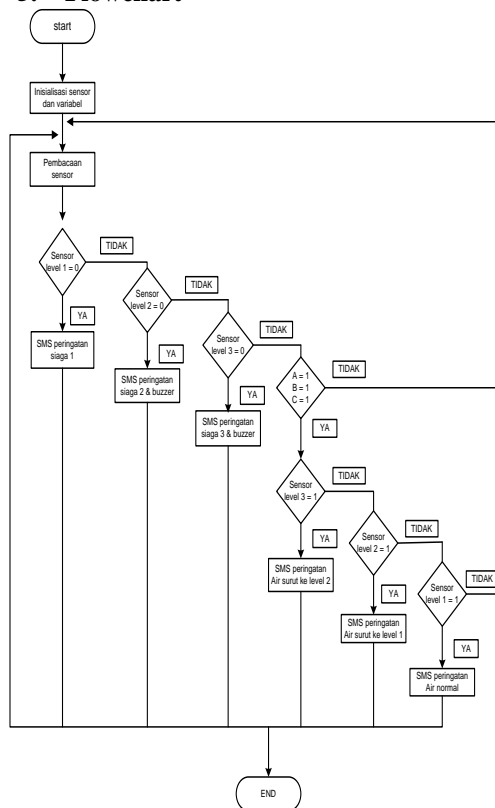 start
Inisialisasi sensor
dan variabel
Pembacaan
sensor
Sensor
level 1 = 0
TIDAK
YA
SMS peringatan
siaga 1
Sensor
level 2 = 0
TIDAK
YA
SMS peringatan
siaga 2 & buzzer
Sensor
level 3 = 0
TIDAK
YA
SMS peringatan
siaga 3 & buzzer
A = 1
B = 1
C = 1
TIDAK
YA
Sensor
level 3 = 1
TIDAK
YA
SMS peringatan
Air surut ke level 2
Sensor
level 2 = 1
TIDAK
YA
SMS peringatan
Air surut ke level 1
Sensor
level 1 = 1
TIDAK
YA
SMS peringatan
Air normal
END